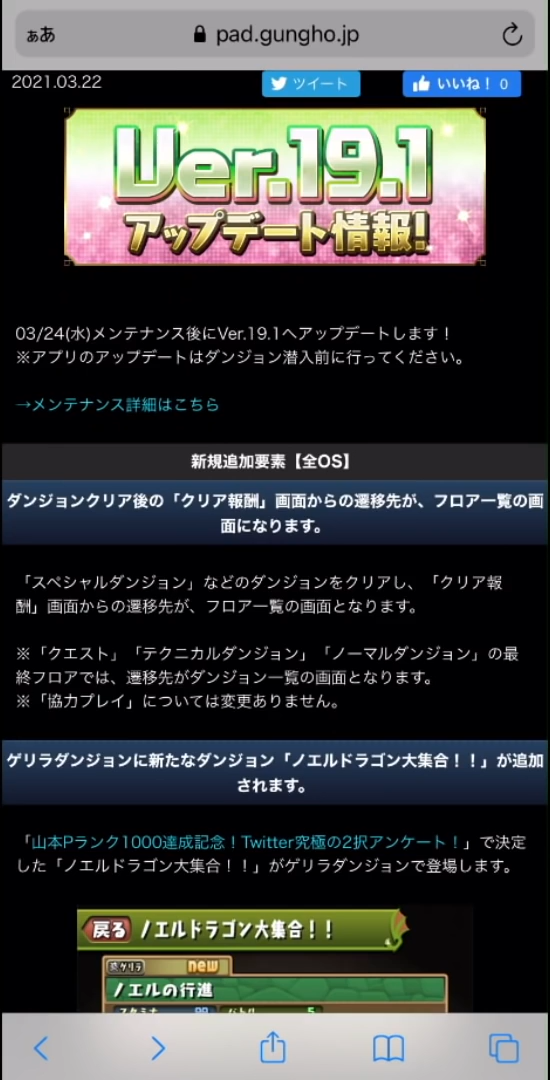 ぁあ
pad.gungho.jp
2021.03.22
ツイート
いいね！ 0
Ver.19.1
アップデート情報!
03/24(水)メンテナンス後にVer.19.1へアップデートします！
※アプリのアップデートはダンジョン潜入前に行ってください。
→メンテナンス詳細はこちら
新規追加要素【全OS】
ダンジョンクリア後の「クリア報酬」画面からの遷移先が、フロア一覧の画
面になります。
「スペシャルダンジョン」などのダンジョンをクリアし、「クリア報
酬」画面からの遷移先が、フロア一覧の画面となります。
※「クエスト」「テクニカルダンジョン」「ノーマルダンジョン」の最
終フロアでは、遷移先がダンジョン一覧の画面となります。
※「協力プレイ」については変更ありません。
ゲリラダンジョンに新たなダンジョン「ノエルドラゴン大集合！！」が追加
されます。
「山本Pランク1000達成記念！Twitter究極の2択アンケート！」で決定
した「ノエルドラゴン大集合！！」がゲリラダンジョンで登場します。
戻る ノエルドラゴン大集合！！
new
ノエルの行進
スタミナ 99 バトル 5